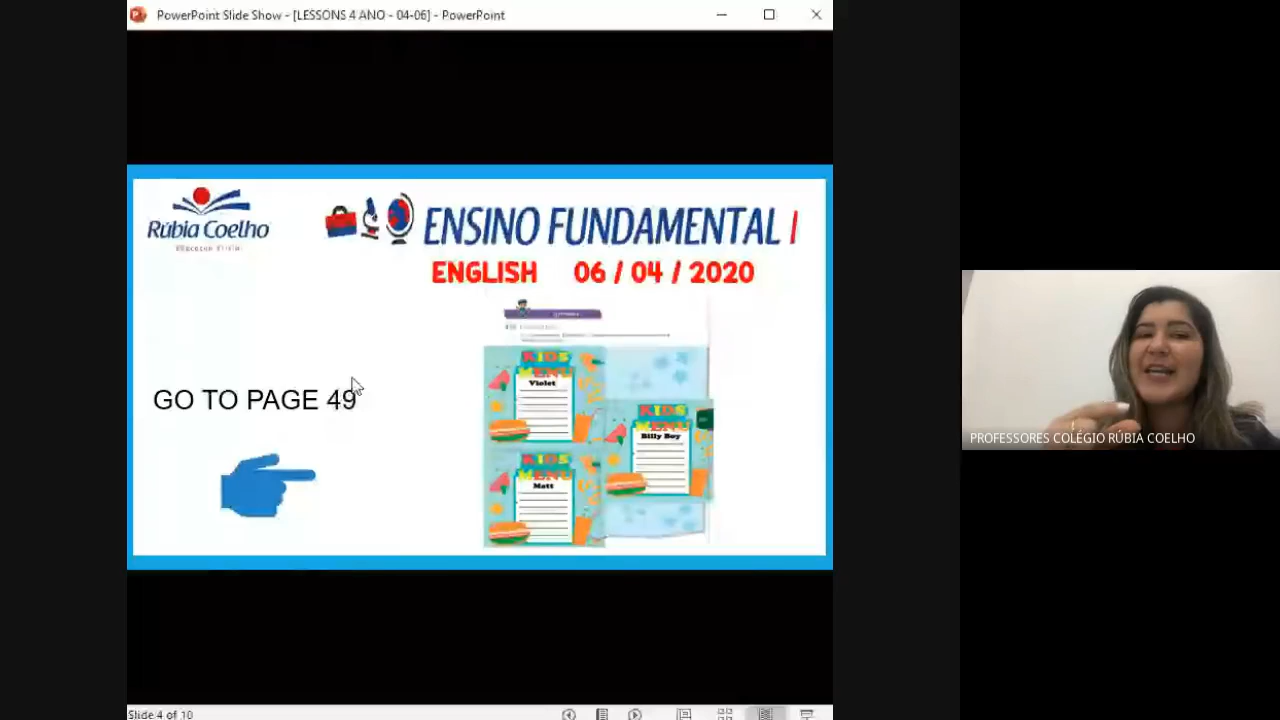 PowerPoint Slide Show - [LESSONS 4 ANO - 04-06] - PowerPoint
Rúbia Coelho
ENSINO FUNDAMENTAL I
ENGLISH 06 / 04 / 2020
GO TO PAGE 49
KIDS
MENU
Violet
KIDS
MENU
Billy Boy
KIDS
MENU
Matt
PROFESSORES COLÉGIO RÚBIA COELHO
Slide 4 of 10